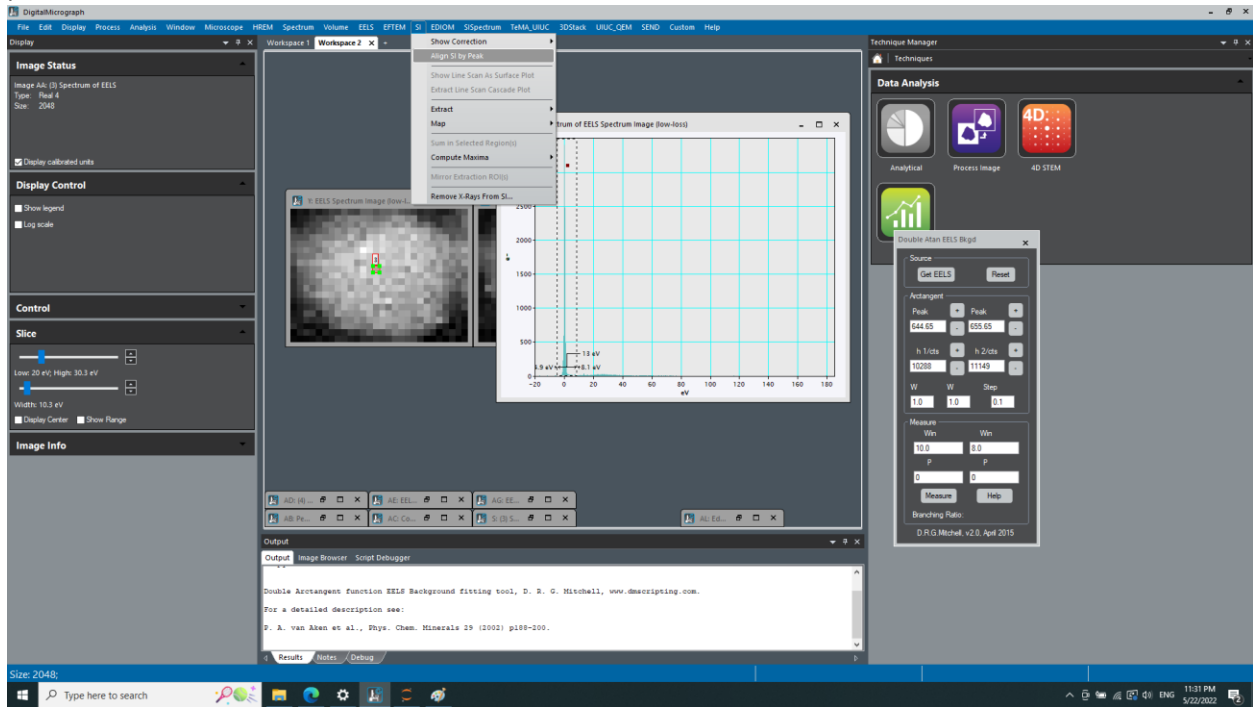 DigitalMicrograph
File Edit Display Process Analysis Window Microscope HREM Spectrum Volume EELS EFTEM SI EDIOM SISpectrum TeMA_UIUC 3DStack UIUC_QEM SEND Custom Help
Display
Image Status
Image AA: (3) Spectrum of EELS
Type: Real 4
Size: 2048
Display calibrated units
Display Control
Show legend
Log scale
Control
Slice
Low: 20 eV; High: 30.3 eV
Width: 10.3 eV
Display Center Show Range
Image Info
Workspace 1 Workspace 2
Show Correction
Align SI by Peak
Show Line Scan As Surface Plot
Extract Line Scan Cascade Plot
Extract
Map
Sum in Selected Region(s)
Compute Maxima
Mirror Extraction ROI(s)
Remove X-Rays From SI...
Y: EELS Spectrum Image (low-l...
3
trum of EELS Spectrum Image (low-loss)
2500
2000
1500
1000
500
0
13 eV
4.9 eV 8.1 eV
-20 0 20 40 60 80 100 120 140 160 180
eV
AD: (4) ... AE: EEL... AG: EE...
AB: Pe... AC: Co... S: (3) S... AL: Ed...
Output
Output Image Browser Script Debugger
Double Arctangent function EELS Background fitting tool, D. R. G. Mitchell, www.dmscripting.com.
For a detailed description see:
P. A. van Aken et al., Phys. Chem. Minerals 29 (2002) p188-200.
Results Notes Debug
Technique Manager
Techniques
Data Analysis
4D
Analytical Process Image 4D STEM
Double Atan EELS Bkgd
Source
Get EELS Reset
Arctangent
Peak + Peak +
644.65 - 655.65 -
h 1/cts + h 2/cts +
10288 - 11149 -
W W Step
1.0 1.0 0.1
Measure
Win Win
10.0 8.0
P P
0 0
Measure Help
Branching Ratio:
D.R.G.Mitchell, v2.0, April 2015
Size: 2048;
Type here to search
ENG
11:31 PM
5/22/2022
2